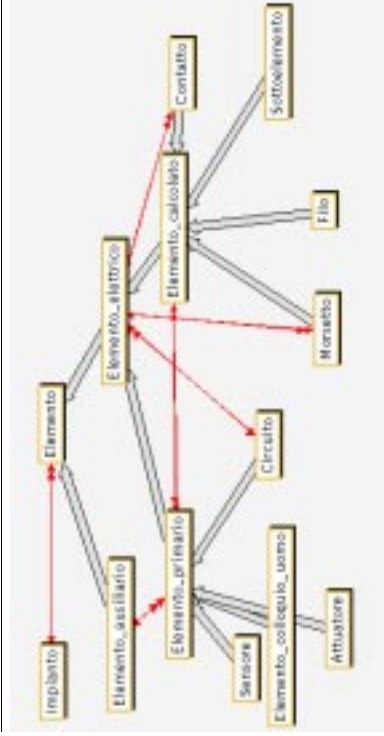 Impianto
Elemento
Elemento_ausiliario
Elemento_elettrico
Contatto
Elemento_primario
Elemento_calcolato
Sensore
Circuito
Elemento_colloquio_uomo
Attuatore
Morsetto
Filo
Sottoelemento